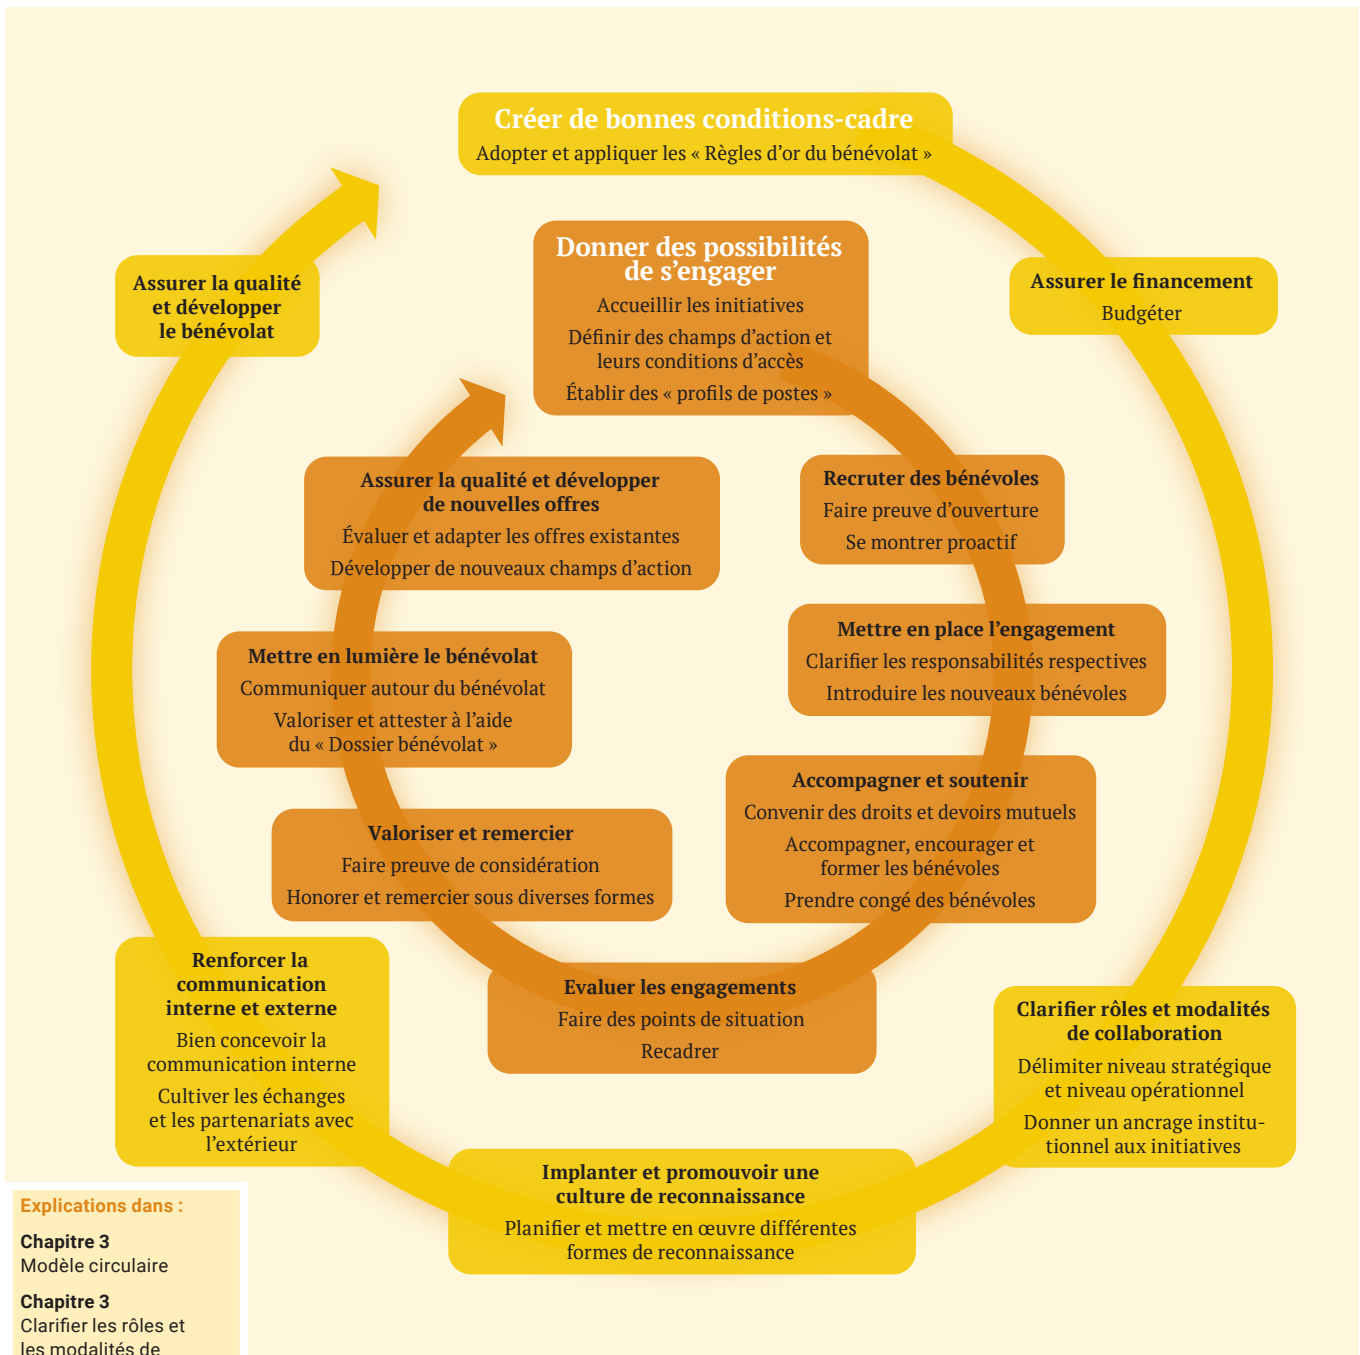 Créer de bonnes conditions-cadre
Adopter et appliquer les « Règles d'or du bénévolat »
Assurer le financement
Budgéter
Clarifier rôles et modalités
de collaboration
Délimiter niveau stratégique
et niveau opérationnel
Donner un ancrage institu-
tionnel aux initiatives
Implanter et promouvoir une
culture de reconnaissance
Planifier et mettre en œuvre différentes
formes de reconnaissance
Renforcer la
communication
interne et externe
Bien concevoir la
communication interne
Cultiver les échanges
et les partenariats avec
l'extérieur
Assurer la qualité
et développer
le bénévolat
Donner des possibilités
de s'engager
Accueillir les initiatives
Définir des champs d'action et
leurs conditions d'accès
Établir des « profils de postes »
Recruter des bénévoles
Faire preuve d'ouverture
Se montrer proactif
Mettre en place l'engagement
Clarifier les responsabilités respectives
Introduire les nouveaux bénévoles
Accompagner et soutenir
Convenir des droits et devoirs mutuels
Accompagner, encourager et
former les bénévoles
Prendre congé des bénévoles
Evaluer les engagements
Faire des points de situation
Recadrer
Valoriser et remercier
Faire preuve de considération
Honorer et remercier sous diverses formes
Mettre en lumière le bénévolat
Communiquer autour du bénévolat
Valoriser et attester à l'aide
du « Dossier bénévolat »
Assurer la qualité et développer
de nouvelles offres
Évaluer et adapter les offres existantes
Développer de nouveaux champs d'action
Explications dans :
Chapitre 3
Modèle circulaire
Chapitre 3
Clarifier les rôles et
les modalités de